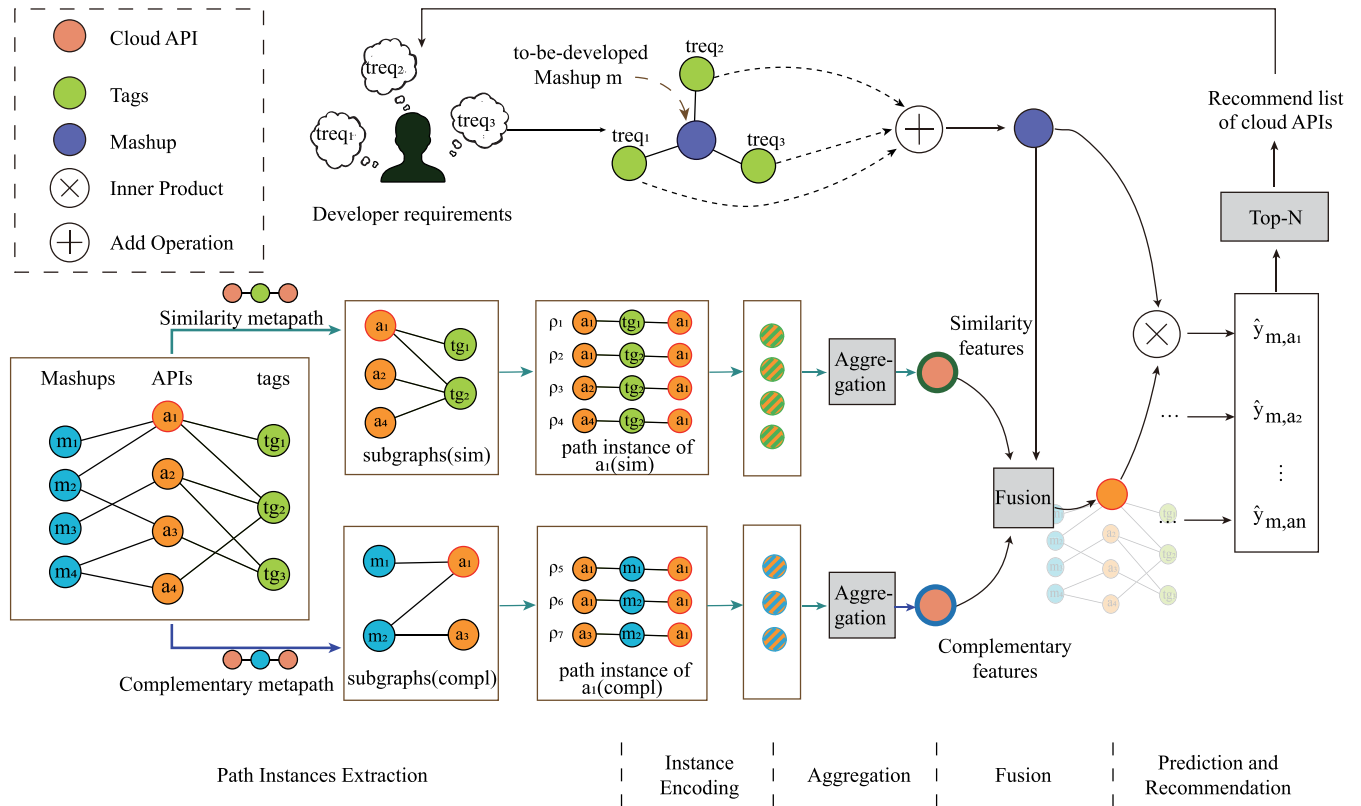 Cloud API
Tags
Mashup
Inner Product
Add Operation
treq₂
treq₁
treq₃
Developer requirements
to-be-developed
Mashup m
treq₂
treq₁
treq₃
Recommend list
of cloud APIs
Top-N
Similarity metapath
Mashups APIs tags
m₁
m₂
m₃
m₄
a₁
a₂
a₃
a₄
tg₁
tg₂
tg₃
Complementary metapath
a₁
a₂
a₄
tg₁
tg₂
subgraphs(sim)
ρ₁ a₁ tg₁ a₁
ρ₂ a₁ tg₂ a₁
ρ₃ a₂ tg₂ a₁
ρ₄ a₄ tg₂ a₁
path instance of
a₁(sim)
m₁
a₁
m₂
a₃
subgraphs(compl)
ρ₅ a₁ m₁ a₁
ρ₆ a₁ m₂ a₁
ρ₇ a₃ m₂ a₁
path instance of
a₁(compl)
Aggre-
gation
Similarity
features
Aggre-
gation
Complementary
features
Fusion
ŷm,a₁
... ŷm,a₂
⋮
... ŷm,an
Path Instances Extraction
Instance
Encoding
Aggregation
Fusion
Prediction and
Recommendation